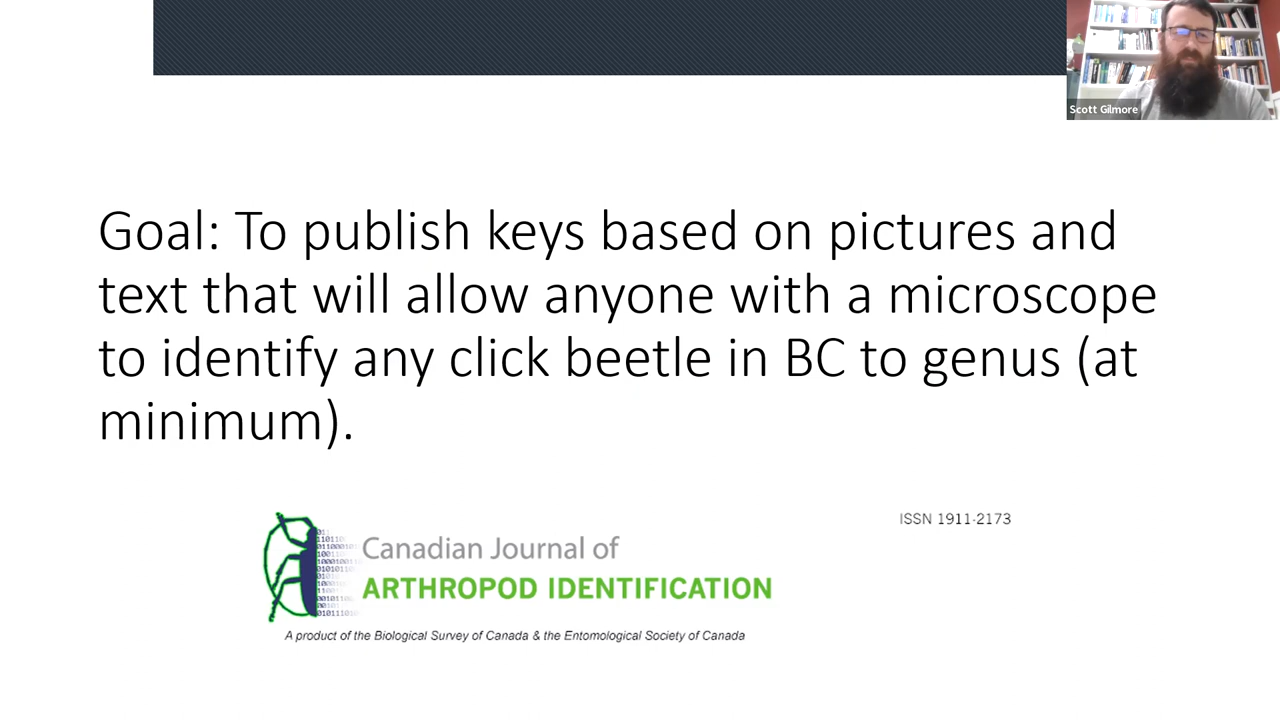 Scott Gilmore
Goal: To publish keys based on pictures and
text that will allow anyone with a microscope
to identify any click beetle in BC to genus (at
minimum).
ISSN 1911-2173
Canadian Journal of
ARTHROPOD IDENTIFICATION
A product of the Biological Survey of Canada & the Entomological Society of Canada